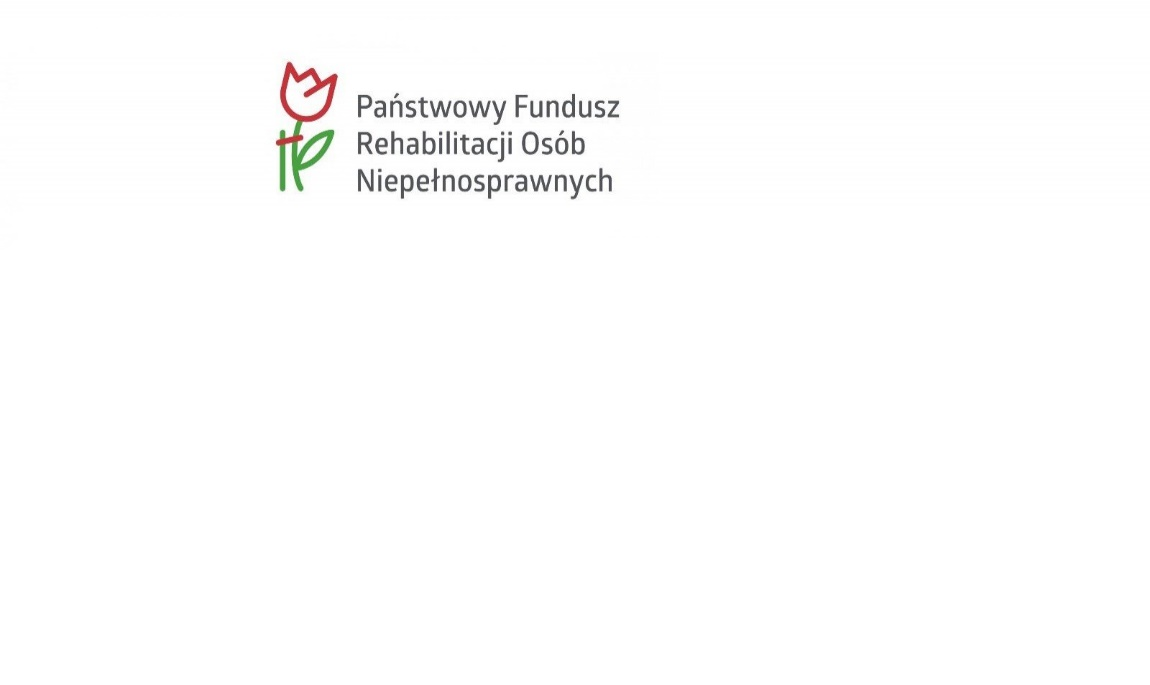 Państwowy Fundusz
Rehabilitacji Osób
Niepełnosprawnych